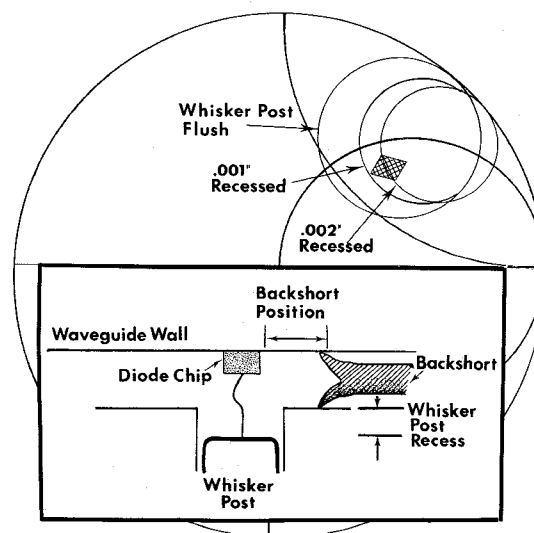 Whisker Post
Flush
.001"
Recessed
.002"
Recessed
Backshort
Position
Waveguide Wall
Diode Chip
Backshort
Whisker
Post
Recess
Whisker
Post